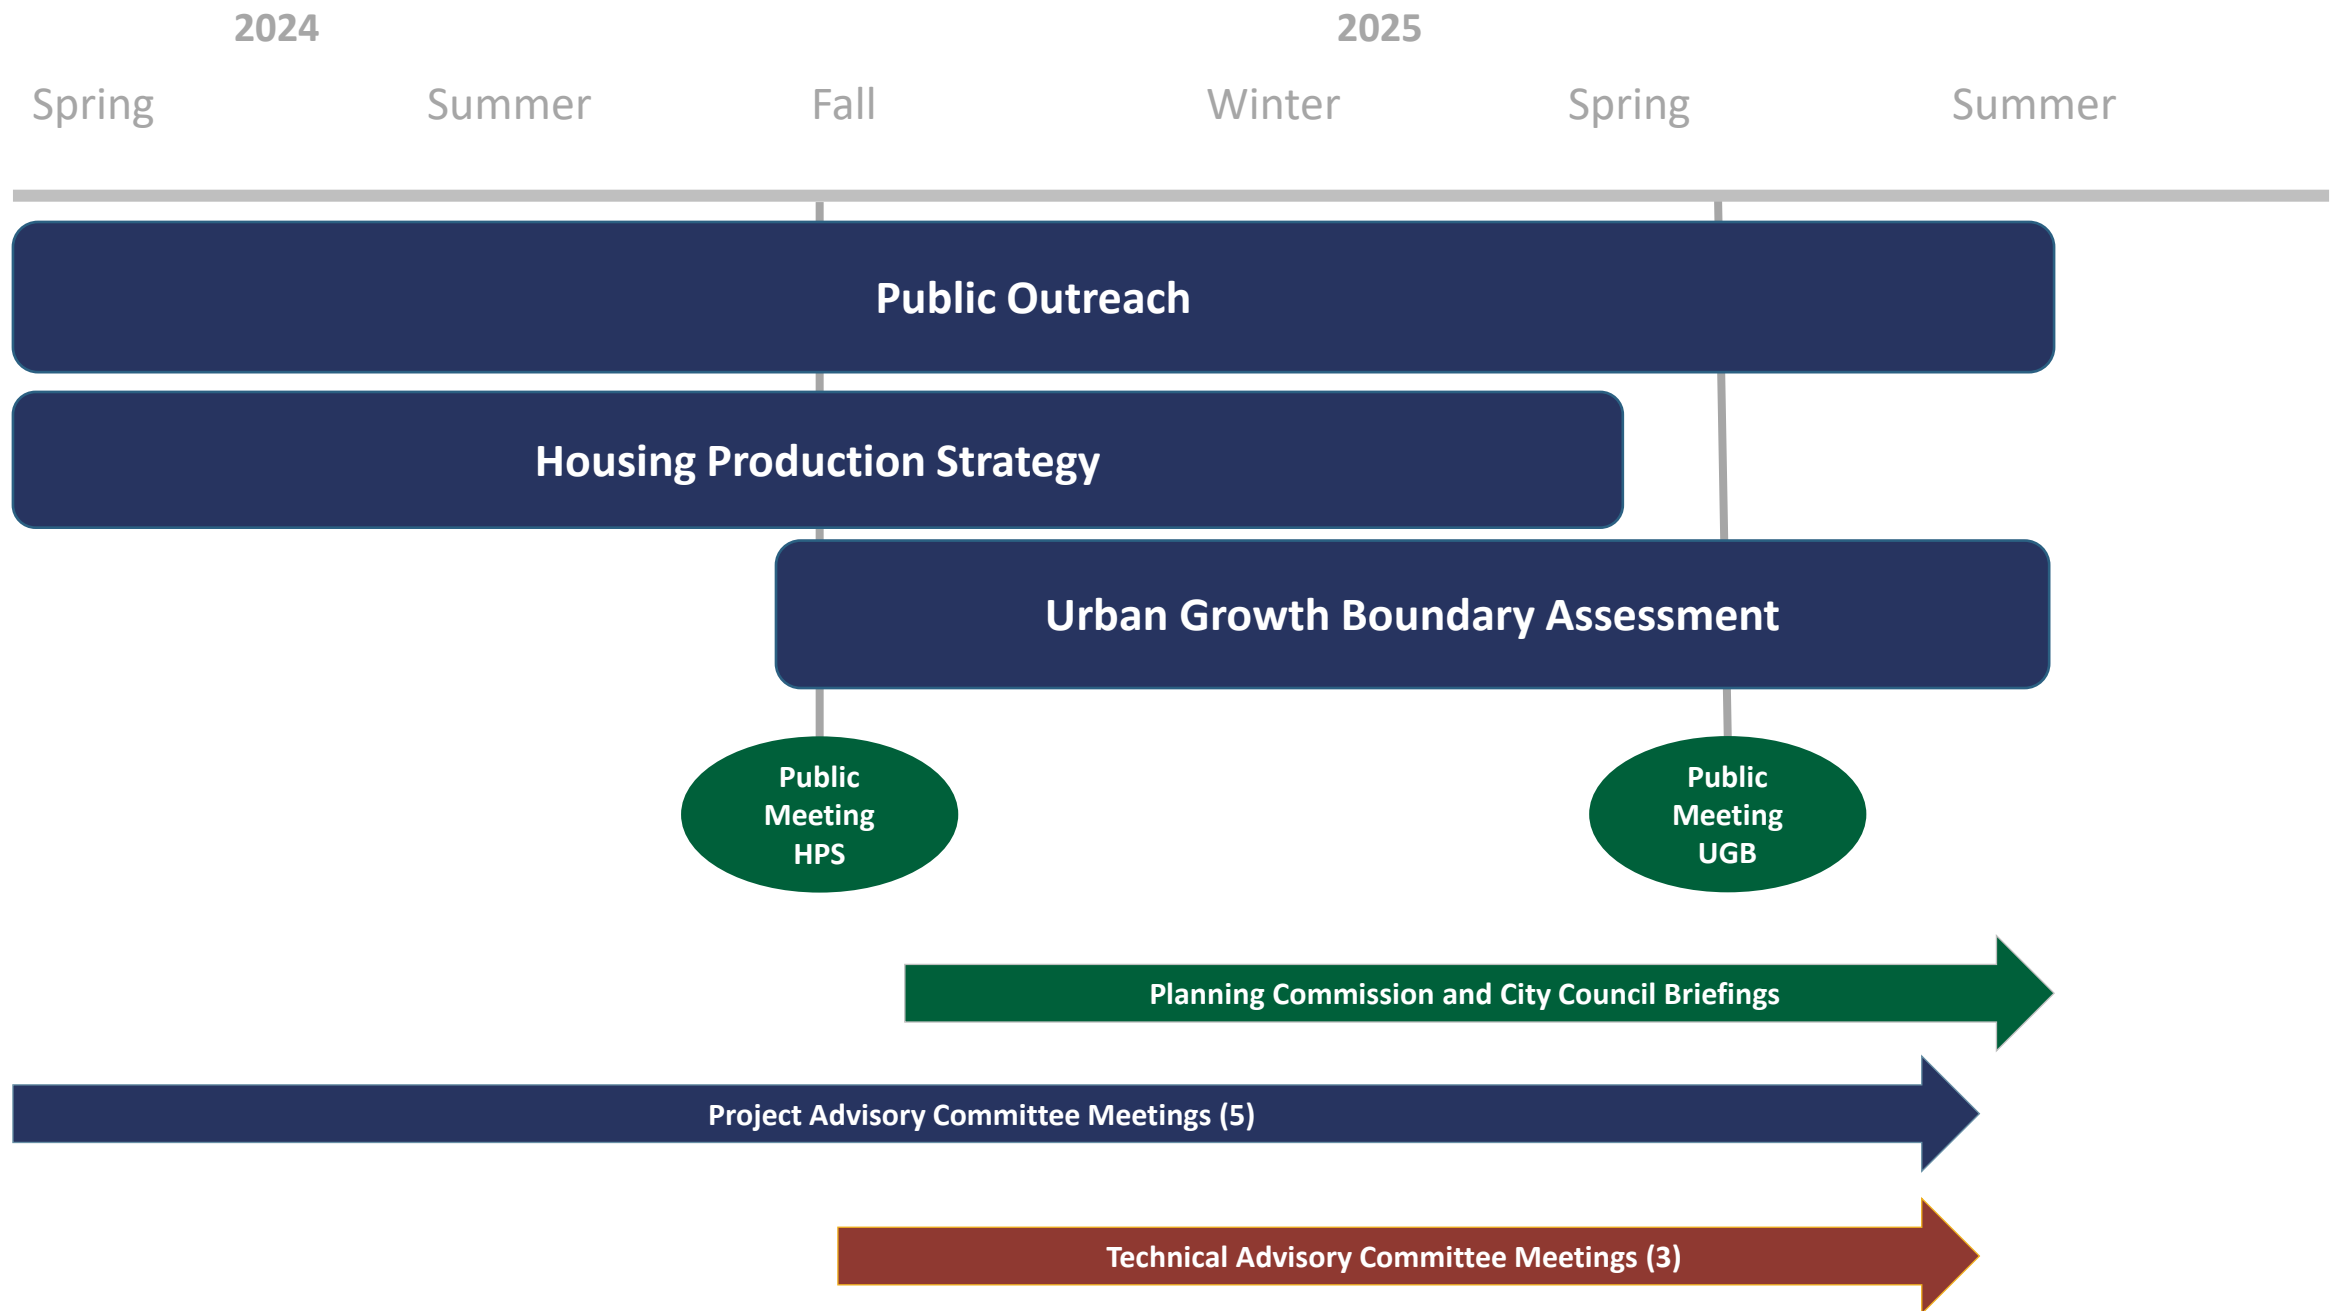 2024
2025
Spring
Summer
Fall
Winter
Spring
Summer
Public Outreach
Housing Production Strategy
Urban Growth Boundary Assessment
Public
Meeting
HPS
Public
Meeting
UGB
Planning Commission and City Council Briefings
Project Advisory Committee Meetings (5)
Technical Advisory Committee Meetings (3)